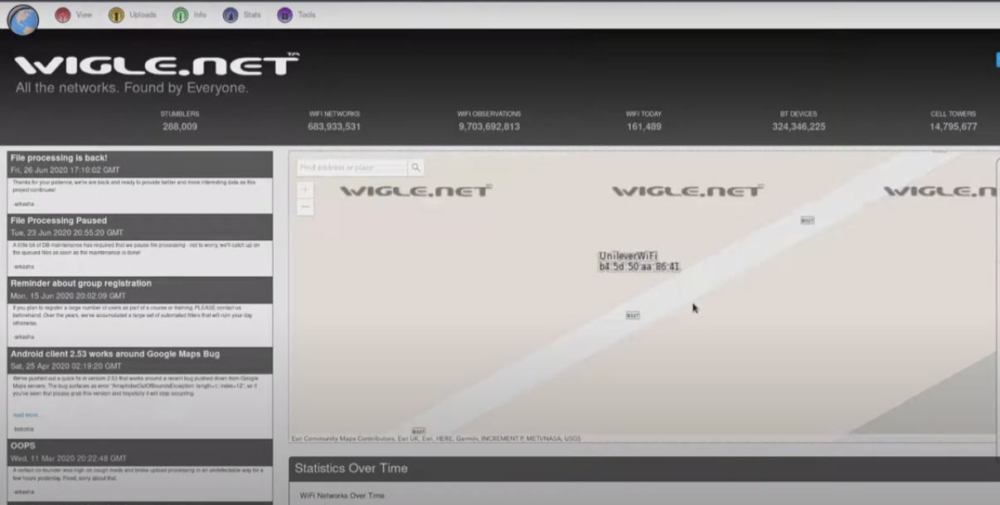 View
Uploads
Info
Stats
Tools
WIGLE.NET™
All the networks. Found by Everyone.
STUMBLERS
288,009
WIFI NETWORKS
683,933,531
WIFI OBSERVATIONS
9,703,692,813
WIFI TODAY
161,489
BT DEVICES
324,346,225
CELL TOWERS
14,795,677
File processing is back!
Fri, 26 Jun 2020 17:10:02 GMT
Thanks for your patience, we're are back and ready to provide better and more interesting data as this
project continues!
-arkasha
File Processing Paused
Tue, 23 Jun 2020 20:55:20 GMT
A little bit of DB maintenance has required that we pause file processing - not to worry, we'll catch up on
the queued files as soon as the maintenance is done!
-arkasha
Reminder about group registration
Mon, 15 Jun 2020 20:02:09 GMT
If you plan to register a large number of users as part of a course or training, PLEASE contact us
beforehand. Over the years, we've accumulated a large set of automated filters that will ruin your day
otherwise.
-arkasha
Android client 2.53 works around Google Maps Bug
Sat, 25 Apr 2020 02:19:20 GMT
We've pushed out a quick fix in version 2.53 that works around a recent bug pushed down from Google
Maps servers. The bug surfaces as error "ArrayIndexOutOfBoundsException: length=1; index=12", so if
you've seen that please grab this version and hopefully it will stop occurring.
read more...
-bobzilla
OOPS
Wed, 11 Mar 2020 20:22:48 GMT
A certain co-founder was high on cough meds and broke upload processing in an undetectable way for a
few hours yesterday. Fixed, sorry about that.
-arkasha
Find address or place
+
−
WIGLE.NET
WIGLE.NET
WIGLE.N
B527
UnileverWiFi
b4:5d:50:aa:86:41
B527
B527
Esri Community Maps Contributors, Esri UK, Esri, HERE, Garmin, INCREMENT P, METI/NASA, USGS
Statistics Over Time
WiFi Networks Over Time